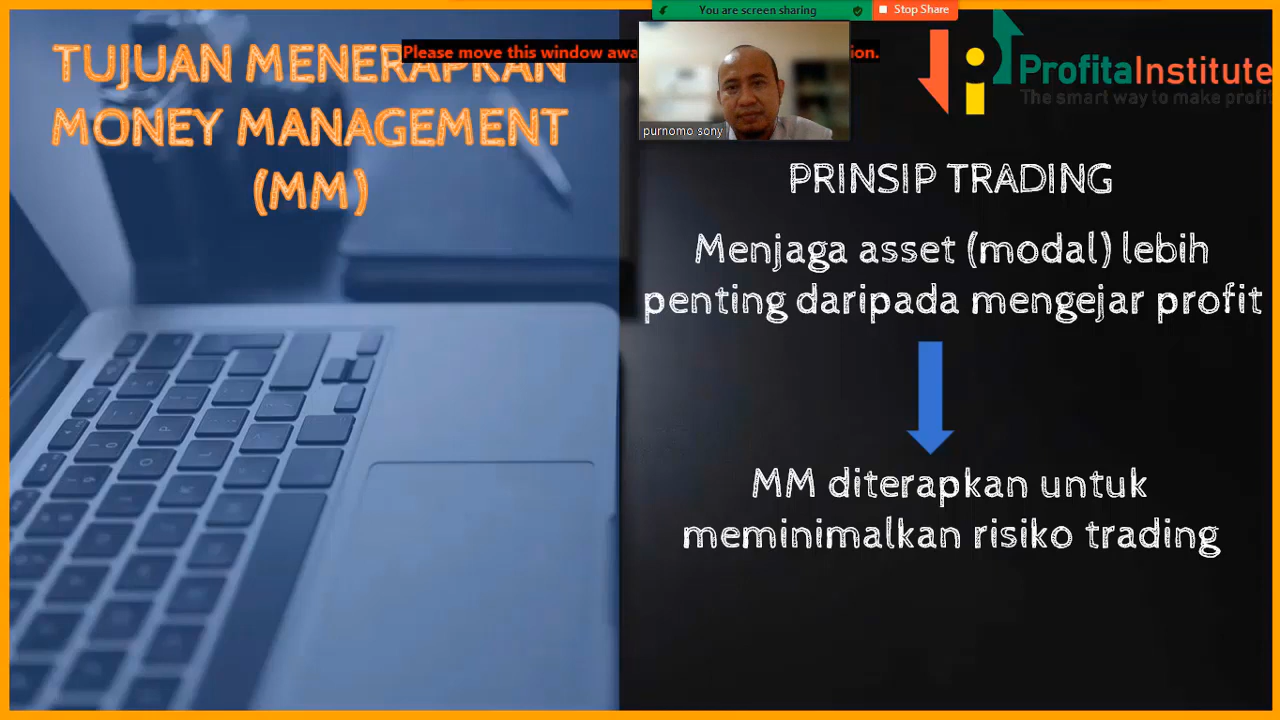 You are screen sharing
Stop Share
Please move this window awa
ion.
TUJUAN MENERAPKAN
MONEY MANAGEMENT
(MM)
purnomo sony
ProfitaInstitute
The smart way to make profit
PRINSIP TRADING
Menjaga asset (modal) lebih
penting daripada mengejar profit
MM diterapkan untuk
meminimalkan risiko trading